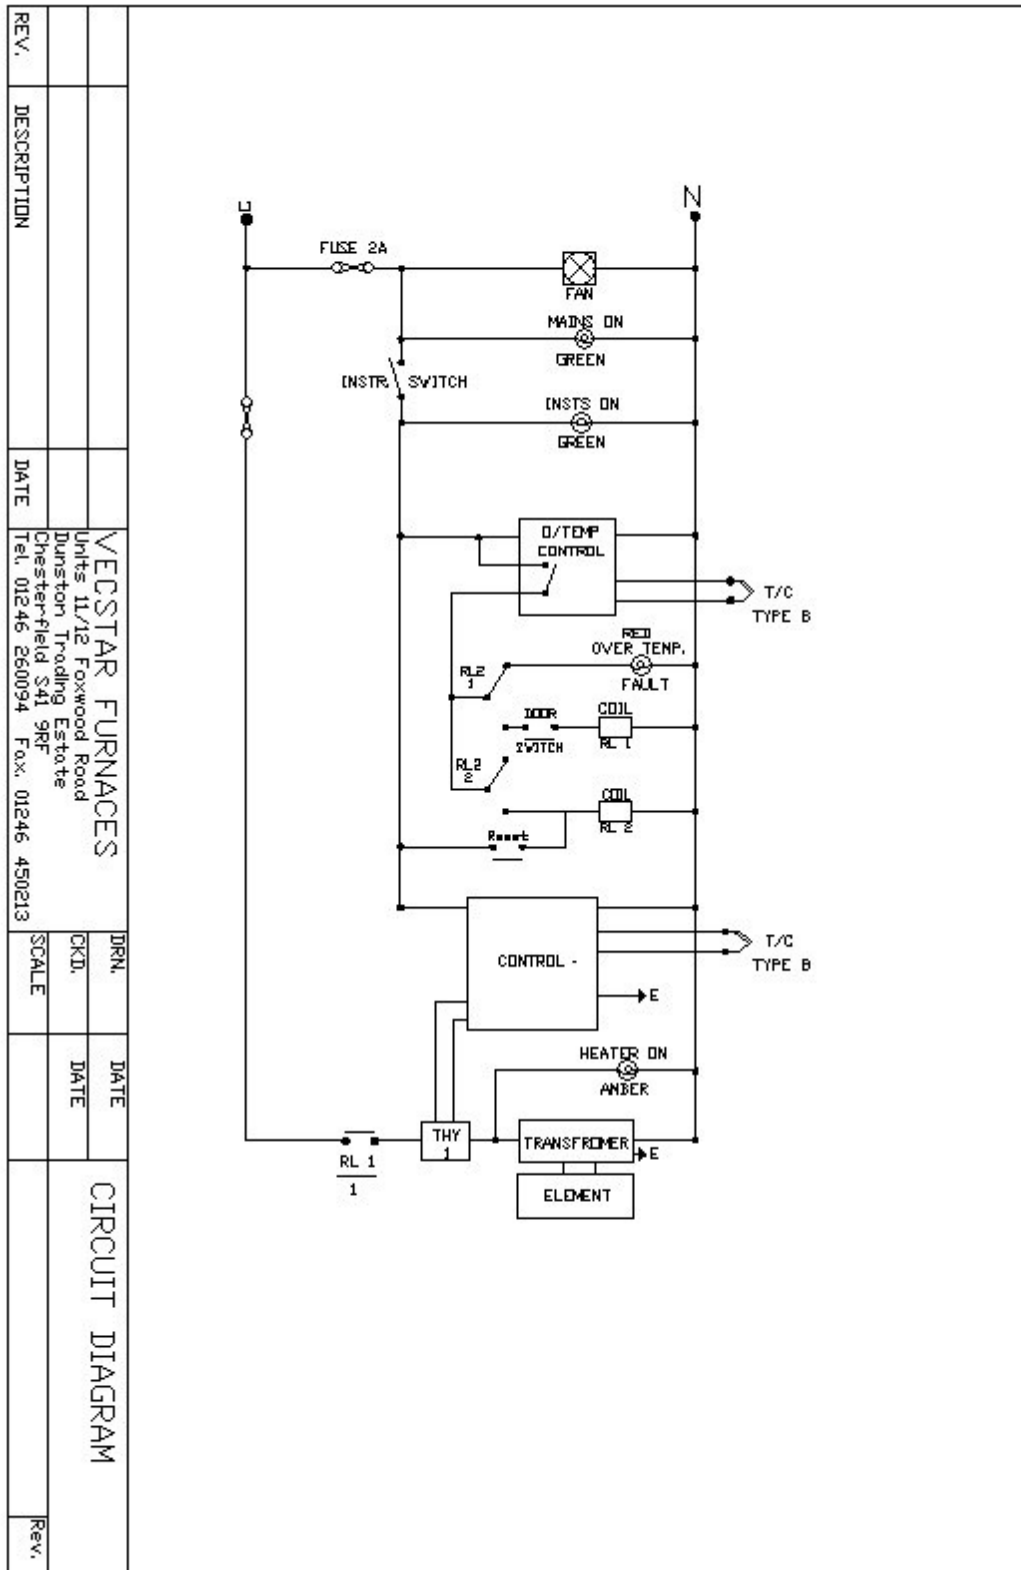 REV.
DESCRIPTION
DATE
VECSTAR FURNACES
Units 11/12 Foxwood Road
Dunston Trading Estate
Chesterfield S41 9RF
Tel. 01246 260094 Fax. 01246 450213
DRN.
DATE
CKD.
DATE
SCALE
CIRCUIT DIAGRAM
Rev.
L
N
FUSE 2A
FAN
MAINS ON
GREEN
INSTR. SWITCH
INSTS ON
GREEN
O/TEMP
CONTROL
T/C
TYPE B
RED
OVER TEMP.
FAULT
RL2
1
DOOR
SWITCH
COIL
RL 1
RL2
2
COIL
RL 2
Reset
CONTROL -
T/C
TYPE B
E
HEATER ON
AMBER
THY
1
TRANSFROMER
E
RL 1
1
ELEMENT